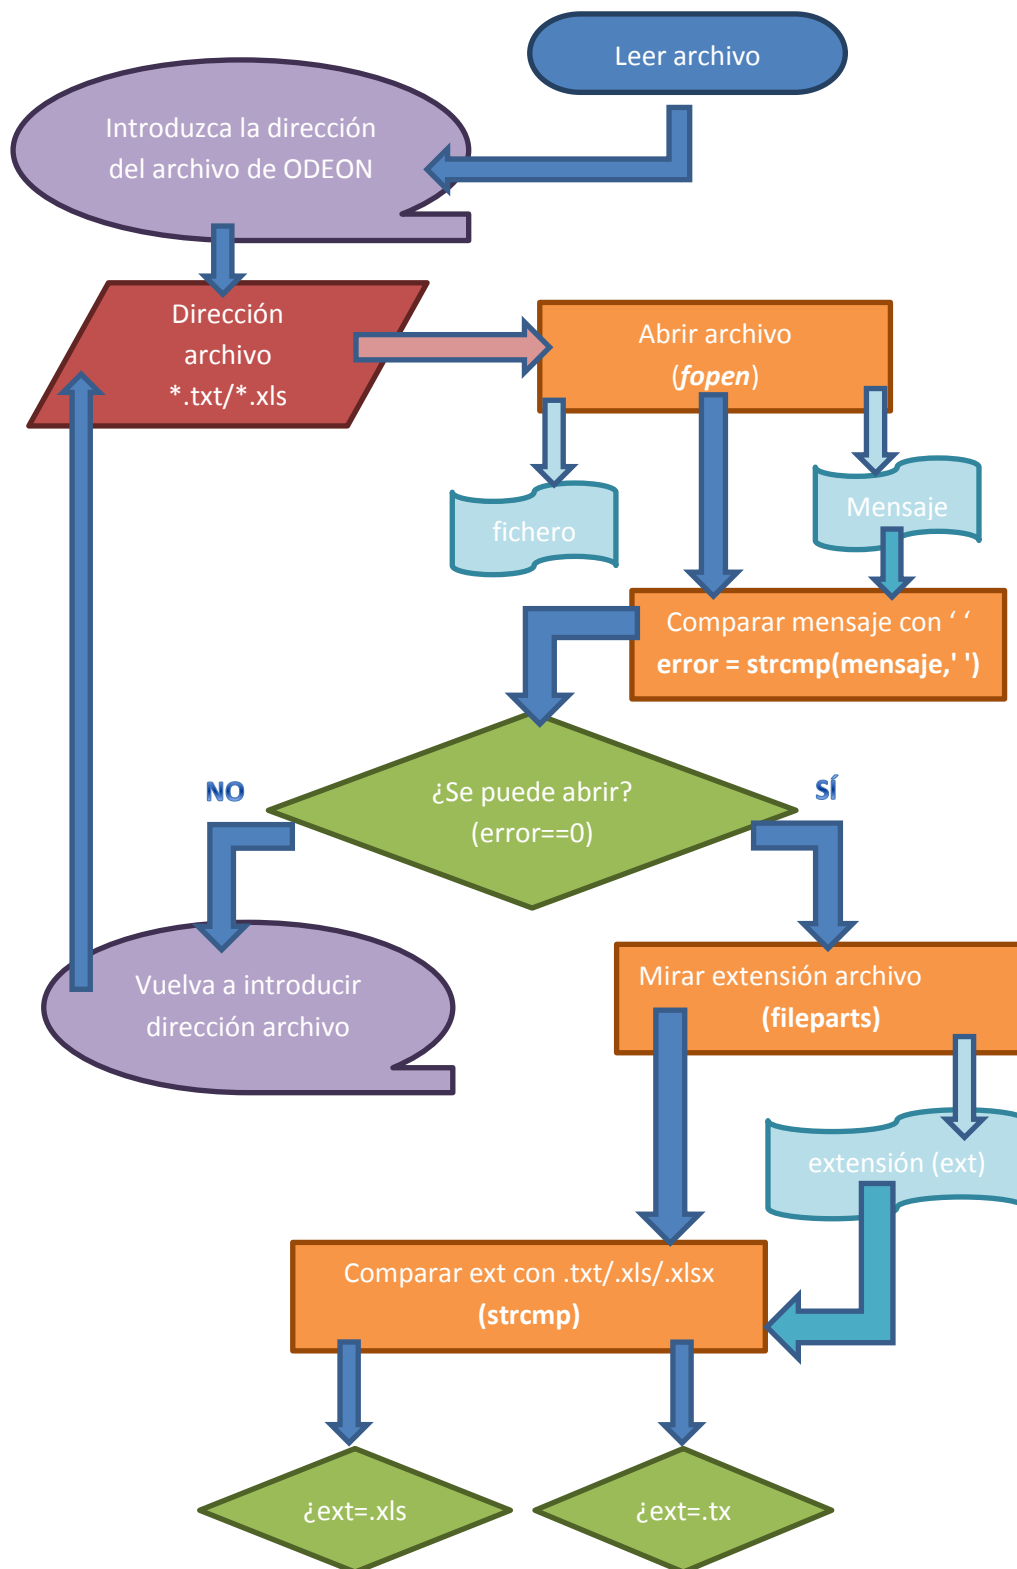 Leer archivo
Introduzca la dirección
del archivo de ODEON
Dirección
archivo
*.txt/*.xls
Abrir archivo
(fopen)
fichero
Mensaje
Comparar mensaje con ‘ ‘
error = strcmp(mensaje,' ')
¿Se puede abrir?
(error==0)
NO
SÍ
Vuelva a introducir
dirección archivo
Mirar extensión archivo
(fileparts)
extensión (ext)
Comparar ext con .txt/.xls/.xlsx
(strcmp)
¿ext=.xls
¿ext=.tx